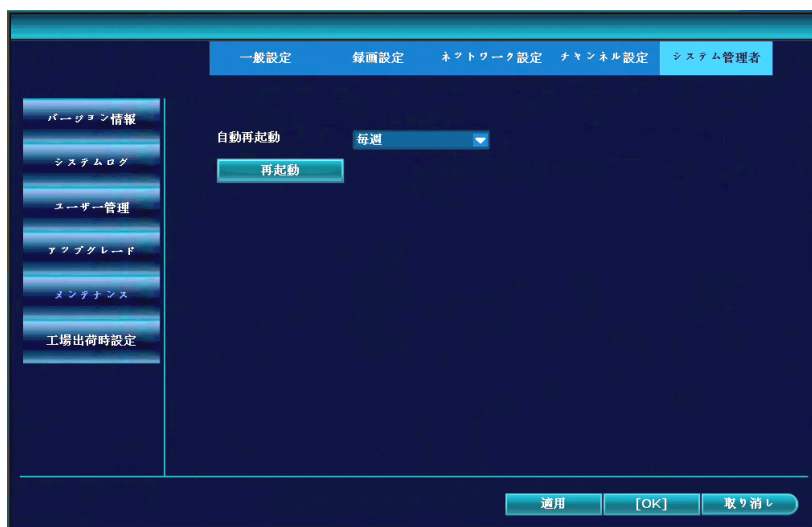 一般設定 録画設定 ネットワーク設定 チャンネル設定 システム管理者
バージョン情報
システムログ
ユーザー管理
アップグレード
メンテナンス
工場出荷時設定
自動再起動 毎週
再起動
適用 [OK] 取り消し